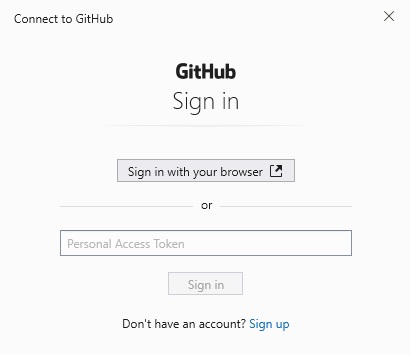 Connect to GitHub
GitHub
Sign in
Sign in with your browser
or
Personal Access Token
Sign in
Don't have an account? Sign up